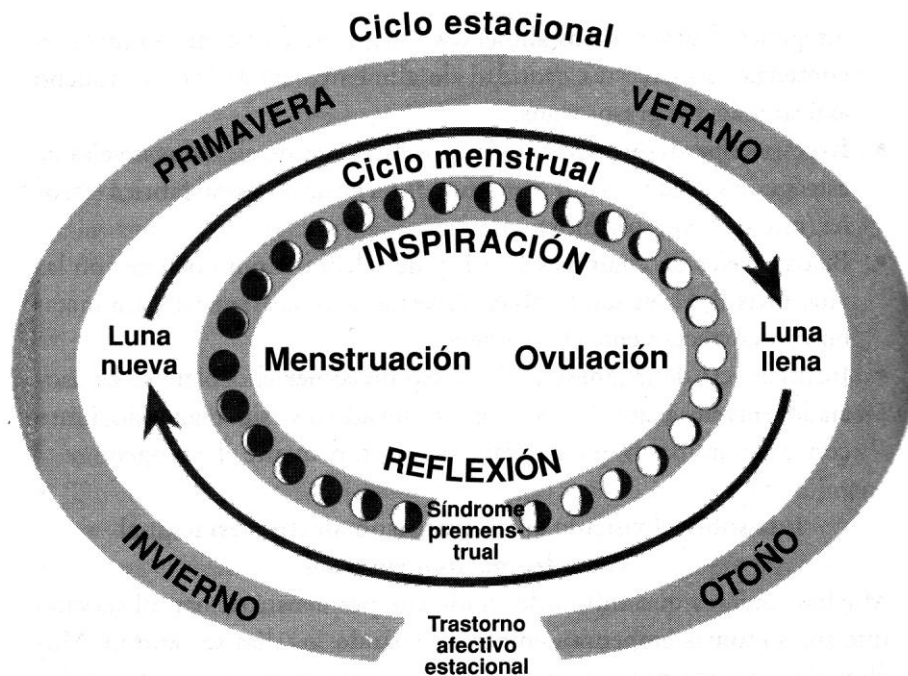 Ciclo estacional
PRIMAVERA
VERANO
Ciclo menstrual
INSPIRACIÓN
Luna
nueva
Menstruación
Ovulación
Luna
llena
REFLEXIÓN
Síndrome
premens-
trual
INVIERNO
OTOÑO
Trastorno
afectivo
estacional